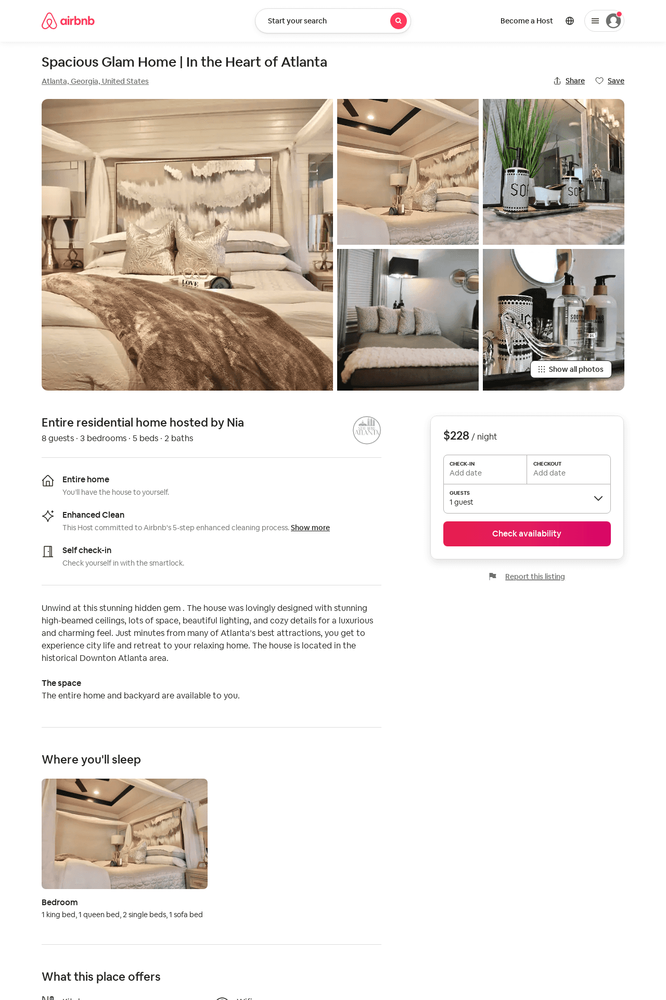 airbnb
Start your search
Become a Host
Spacious Glam Home | In the Heart of Atlanta
Atlanta, Georgia, United States
Share
Save
LOVE
Show all photos
Entire residential home hosted by Nia
8 guests · 3 bedrooms · 5 beds · 2 baths
STAY HOME
ATLANTA
$228 / night
CHECK-IN
Add date
CHECKOUT
Add date
GUESTS
1 guest
Check availability
Report this listing
Entire home
You’ll have the house to yourself.
Enhanced Clean
This Host committed to Airbnb's 5-step enhanced cleaning process. Show more
Self check-in
Check yourself in with the smartlock.
Unwind at this stunning hidden gem . The house was lovingly designed with stunning
high-beamed ceilings, lots of space, beautiful lighting, and cozy details for a luxurious
and charming feel. Just minutes from many of Atlanta’s best attractions, you get to
experience city life and retreat to your relaxing home. The house is located in the
historical Downton Atlanta area.
The space
The entire home and backyard are available to you.
Where you'll sleep
Bedroom
1 king bed, 1 queen bed, 2 single beds, 1 sofa bed
What this place offers